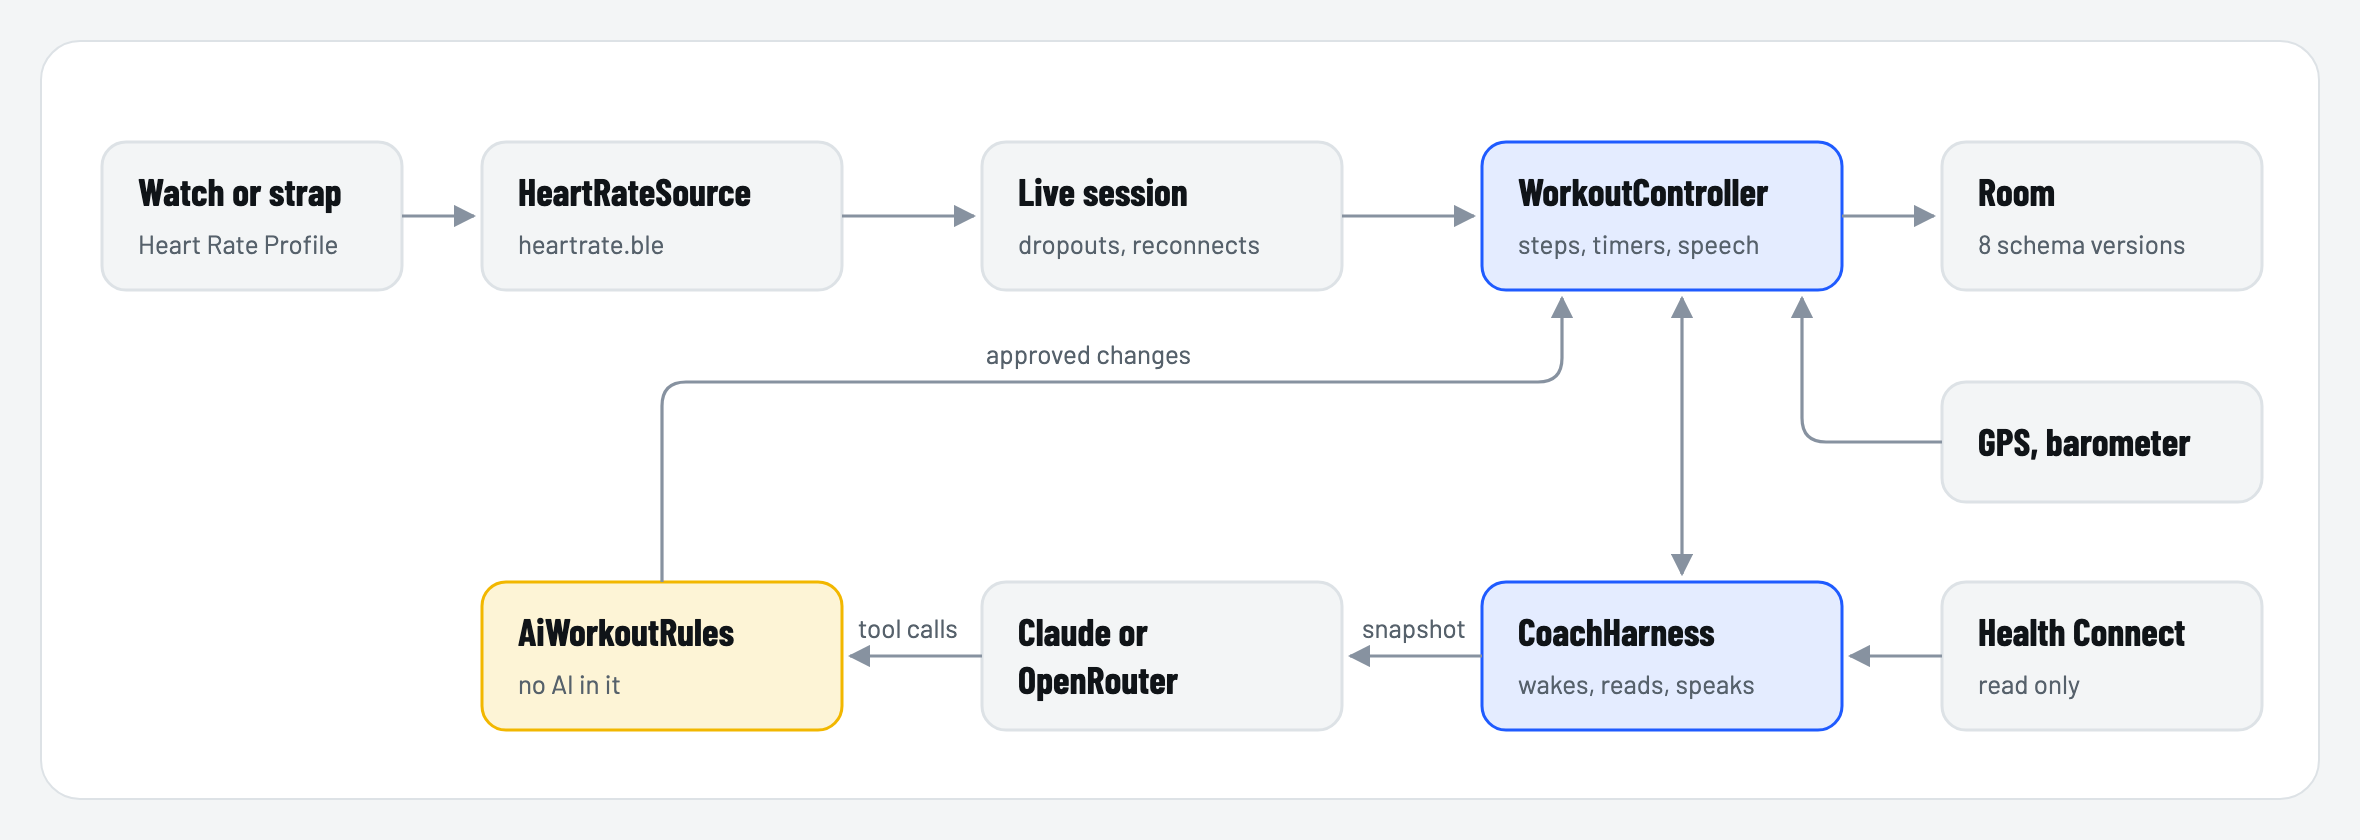 Watch or strap
Heart Rate Profile
HeartRateSource
heartrate.ble
Live session
dropouts, reconnects
WorkoutController
steps, timers, speech
Room
8 schema versions
approved changes
GPS, barometer
AiWorkoutRules
no AI in it
tool calls
Claude or
OpenRouter
snapshot
CoachHarness
wakes, reads, speaks
Health Connect
read only